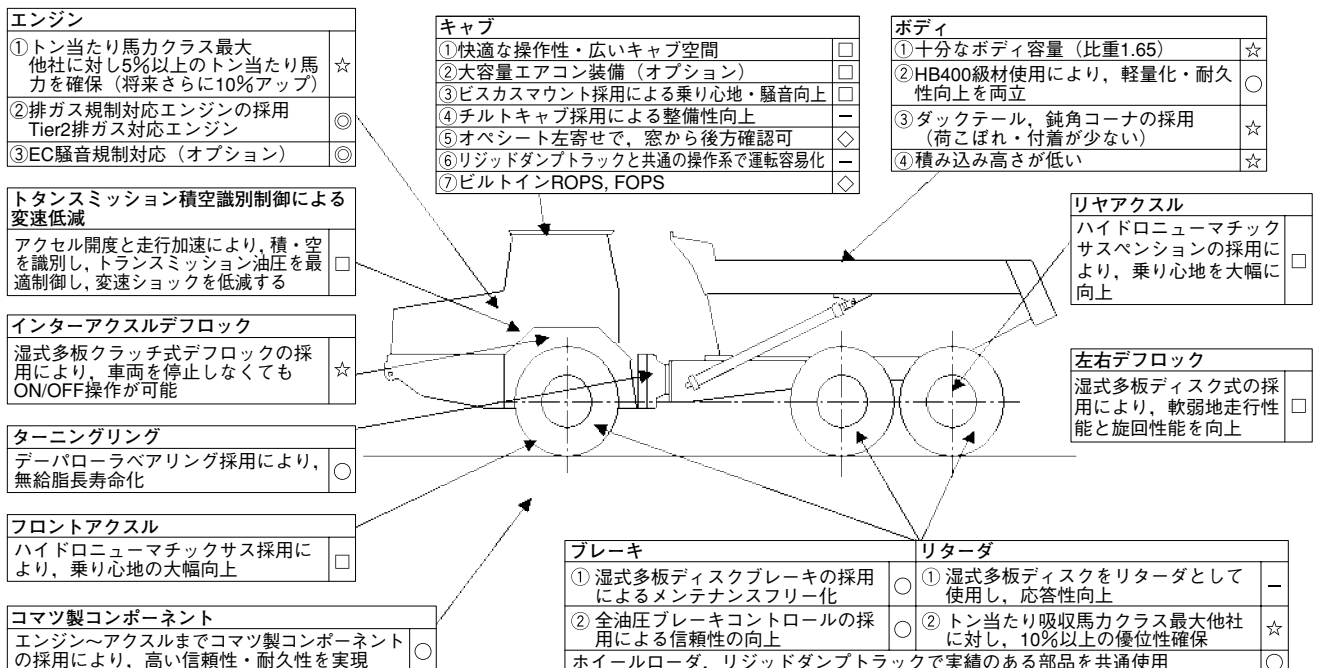 エンジン
①トン当たり馬力クラス最大
他社に対し5%以上のトン当たり馬
力を確保（将来さらに10%アップ） ☆
②排ガス規制対応エンジンの採用
Tier2排ガス対応エンジン ◎
③EC騒音規制対応（オプション） ◎
キャブ
①快適な操作性・広いキャブ空間 □
②大容量エアコン装備（オプション） □
③ビスカスマウント採用による乗り心地・騒音向上 □
④チルトキャブ採用による整備性向上 －
⑤オペシート左寄せで，窓から後方確認可 ◇
⑥リジッドダンプトラックと共通の操作系で運転容易化 －
⑦ビルトインROPS, FOPS ◇
ボディ
①十分なボディ容量（比重1.65） ☆
②HB400級材使用により，軽量化・耐久
性向上を両立 ○
③ダックテール，鈍角コーナの採用
（荷こぼれ・付着が少ない） ☆
④積み込み高さが低い ☆
トタンスミッション積空識別制御による
変速低減
アクセル開度と走行加速により，積・空
を識別し，トランスミッション油圧を最
適制御し，変速ショックを低減する □
インターアクスルデフロック
湿式多板クラッチ式デフロックの採
用により，車両を停止しなくても
ON/OFF操作が可能 ☆
ターニングリング
デーパローラベアリング採用により，
無給脂長寿命化 ○
フロントアクスル
ハイドロニューマチックサス採用に
より，乗り心地の大幅向上 □
コマツ製コンポーネント
エンジン〜アクスルまでコマツ製コンポーネント
の採用により，高い信頼性・耐久性を実現 ○
リヤアクスル
ハイドロニューマチック
サスペンションの採用に
より，乗り心地を大幅に
向上 □
左右デフロック
湿式多板ディスク式の採
用により，軟弱地走行性
能と旋回性能を向上 □
ブレーキ
① 湿式多板ディスクブレーキの採用
によるメンテナンスフリー化 ○
② 全油圧ブレーキコントロールの採
用による信頼性の向上 ○
リターダ
① 湿式多板ディスクをリターダとして
使用し，応答性向上 －
② トン当たり吸収馬力クラス最大他社
に対し，10%以上の優位性確保 ☆
ホイールローダ，リジッドダンプトラックで実績のある部品を共通使用 ○